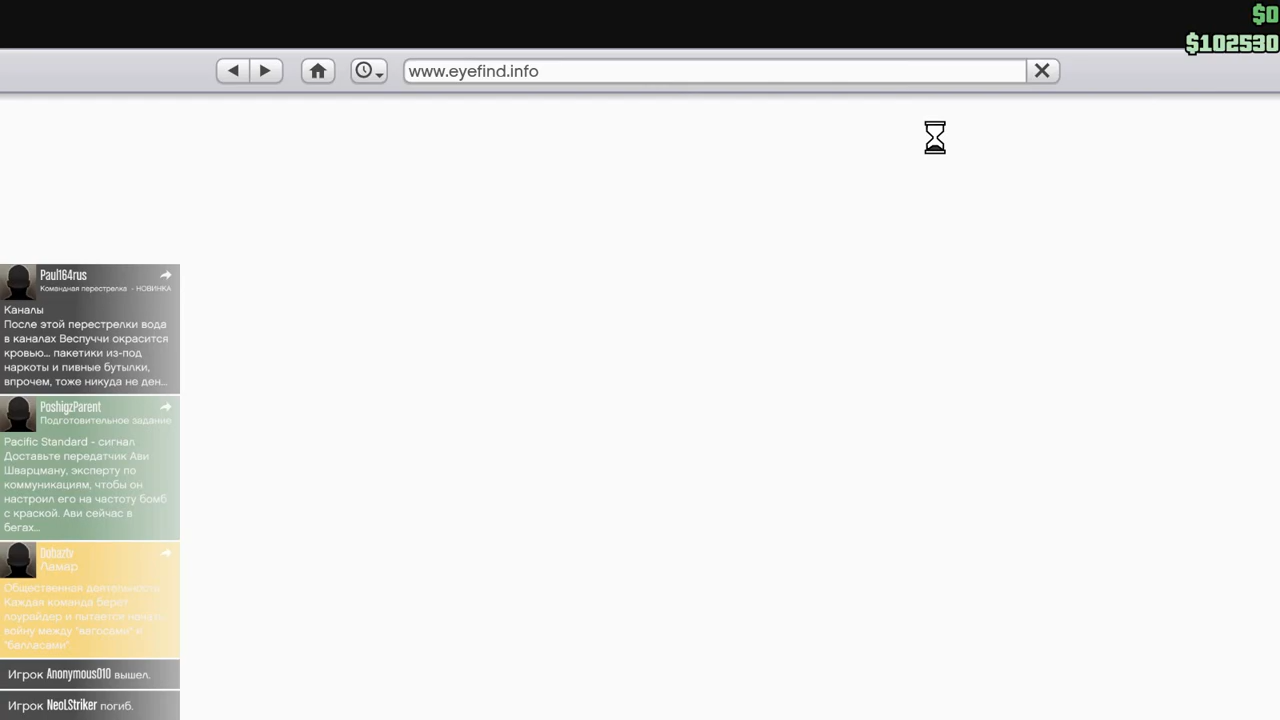 $0
$102530
www.eyefind.info
Paul164rus
Командная перестрелка - НОВИНКА
Каналы
После этой перестрелки вода
в каналах Веспуччи окрасится
кровью... пакетики из-под
наркоты и пивные бутылки,
впрочем, тоже никуда не ден...
PoshigzParent
Подготовительное задание
Pacific Standard - сигнал
Доставьте передатчик Ави
Шварцману, эксперту по
коммуникациям, чтобы он
настроил его на частоту бомб
с краской. Ави сейчас в
бегах...
Dobaztv
Ламар
Общественная деятельность
Каждая команда берет
лоурайдер и пытается начать
войну между "вагосами" и
"балласами".
Игрок Anonymous010 вышел.
Игрок NeoLStriker погиб.